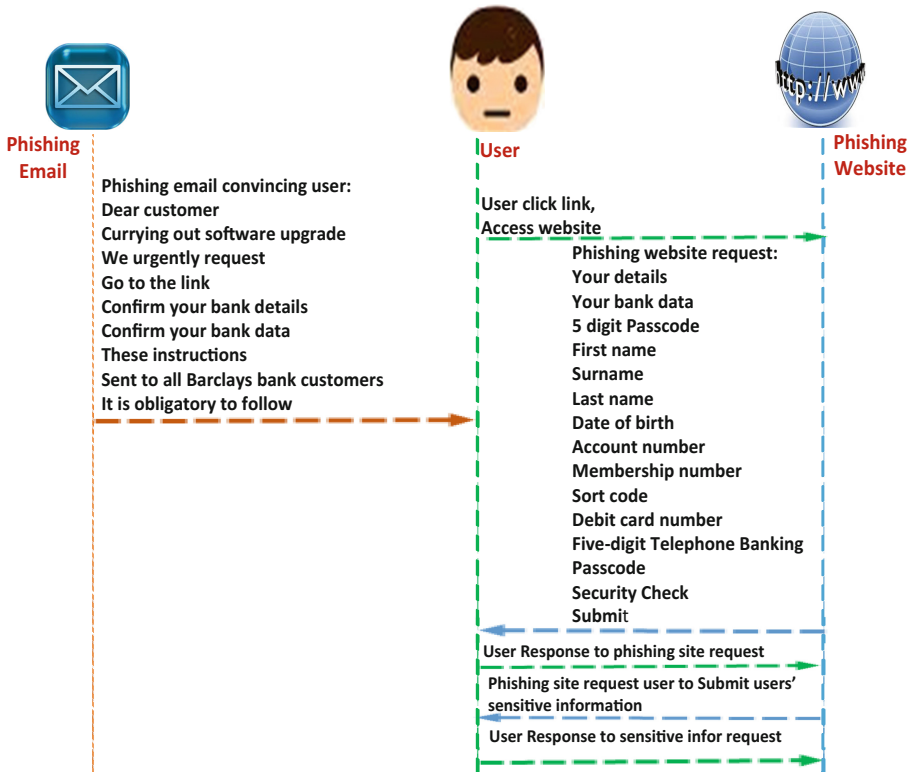 http://www
Phishing
Email
User
Phishing
Website
Phishing email convincing user:
Dear customer
Currying out software upgrade
We urgently request
Go to the link
Confirm your bank details
Confirm your bank data
These instructions
Sent to all Barclays bank customers
It is obligatory to follow
User click link,
Access website
Phishing website request:
Your details
Your bank data
5 digit Passcode
First name
Surname
Last name
Date of birth
Account number
Membership number
Sort code
Debit card number
Five-digit Telephone Banking
Passcode
Security Check
Submit
User Response to phishing site request
Phishing site request user to Submit users’
sensitive information
User Response to sensitive infor request